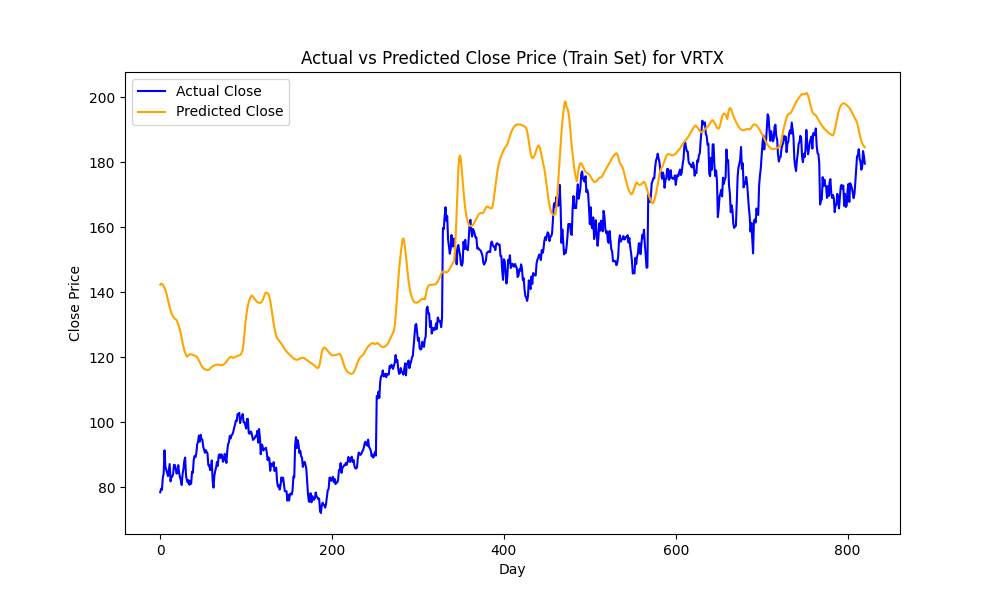 Actual vs Predicted Close Price (Train Set) for VRTX
Actual Close
Predicted Close
200
180
160
140
120
100
80
Close Price
0 200 400 600 800
Day